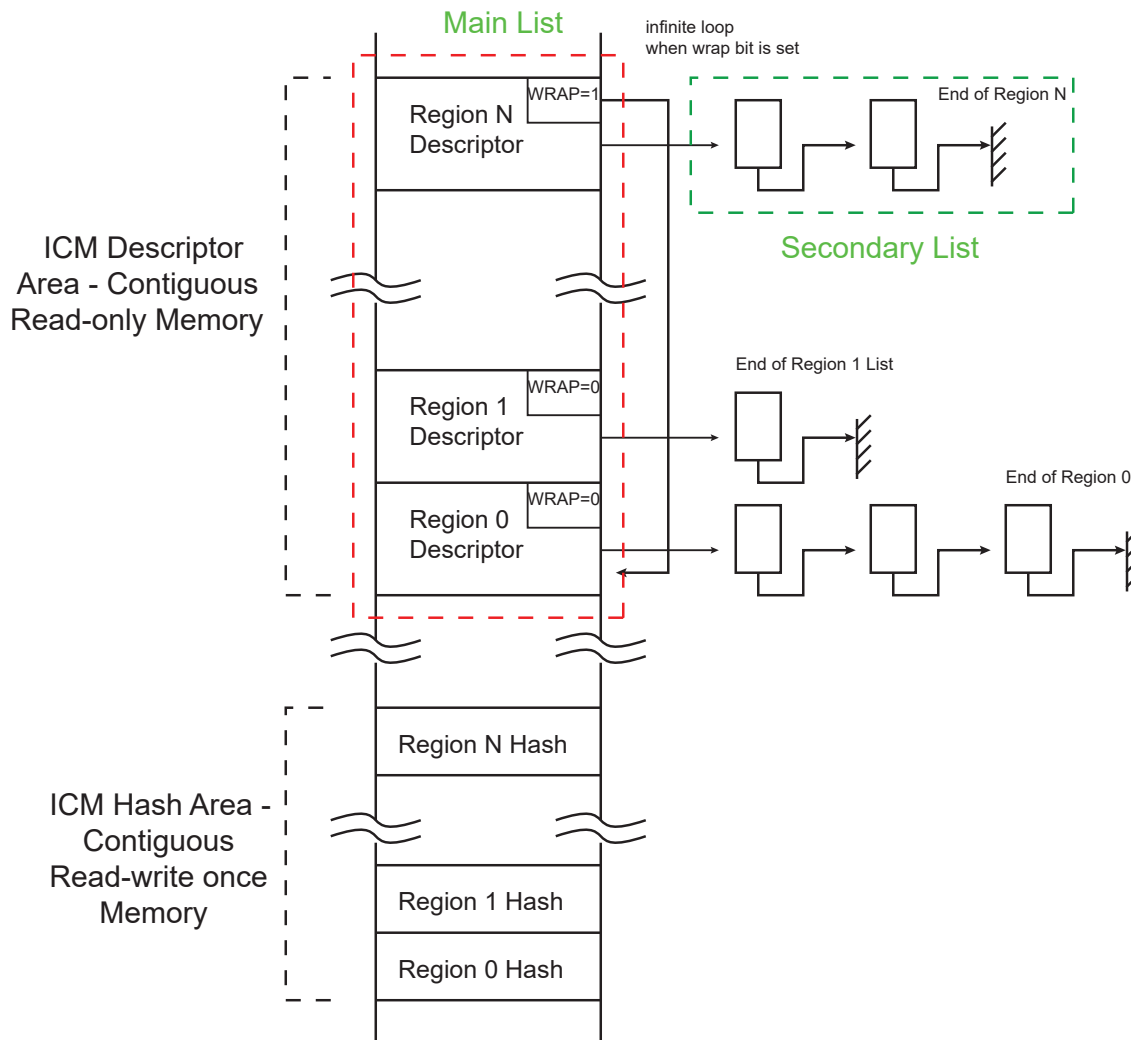 Main List
infinite loop
when wrap bit is set
WRAP=1
Region N
Descriptor
End of Region N
Secondary List
ICM Descriptor
Area - Contiguous
Read-only Memory
WRAP=0
Region 1
Descriptor
End of Region 1 List
WRAP=0
Region 0
Descriptor
End of Region 0
Region N Hash
ICM Hash Area -
Contiguous
Read-write once
Memory
Region 1 Hash
Region 0 Hash